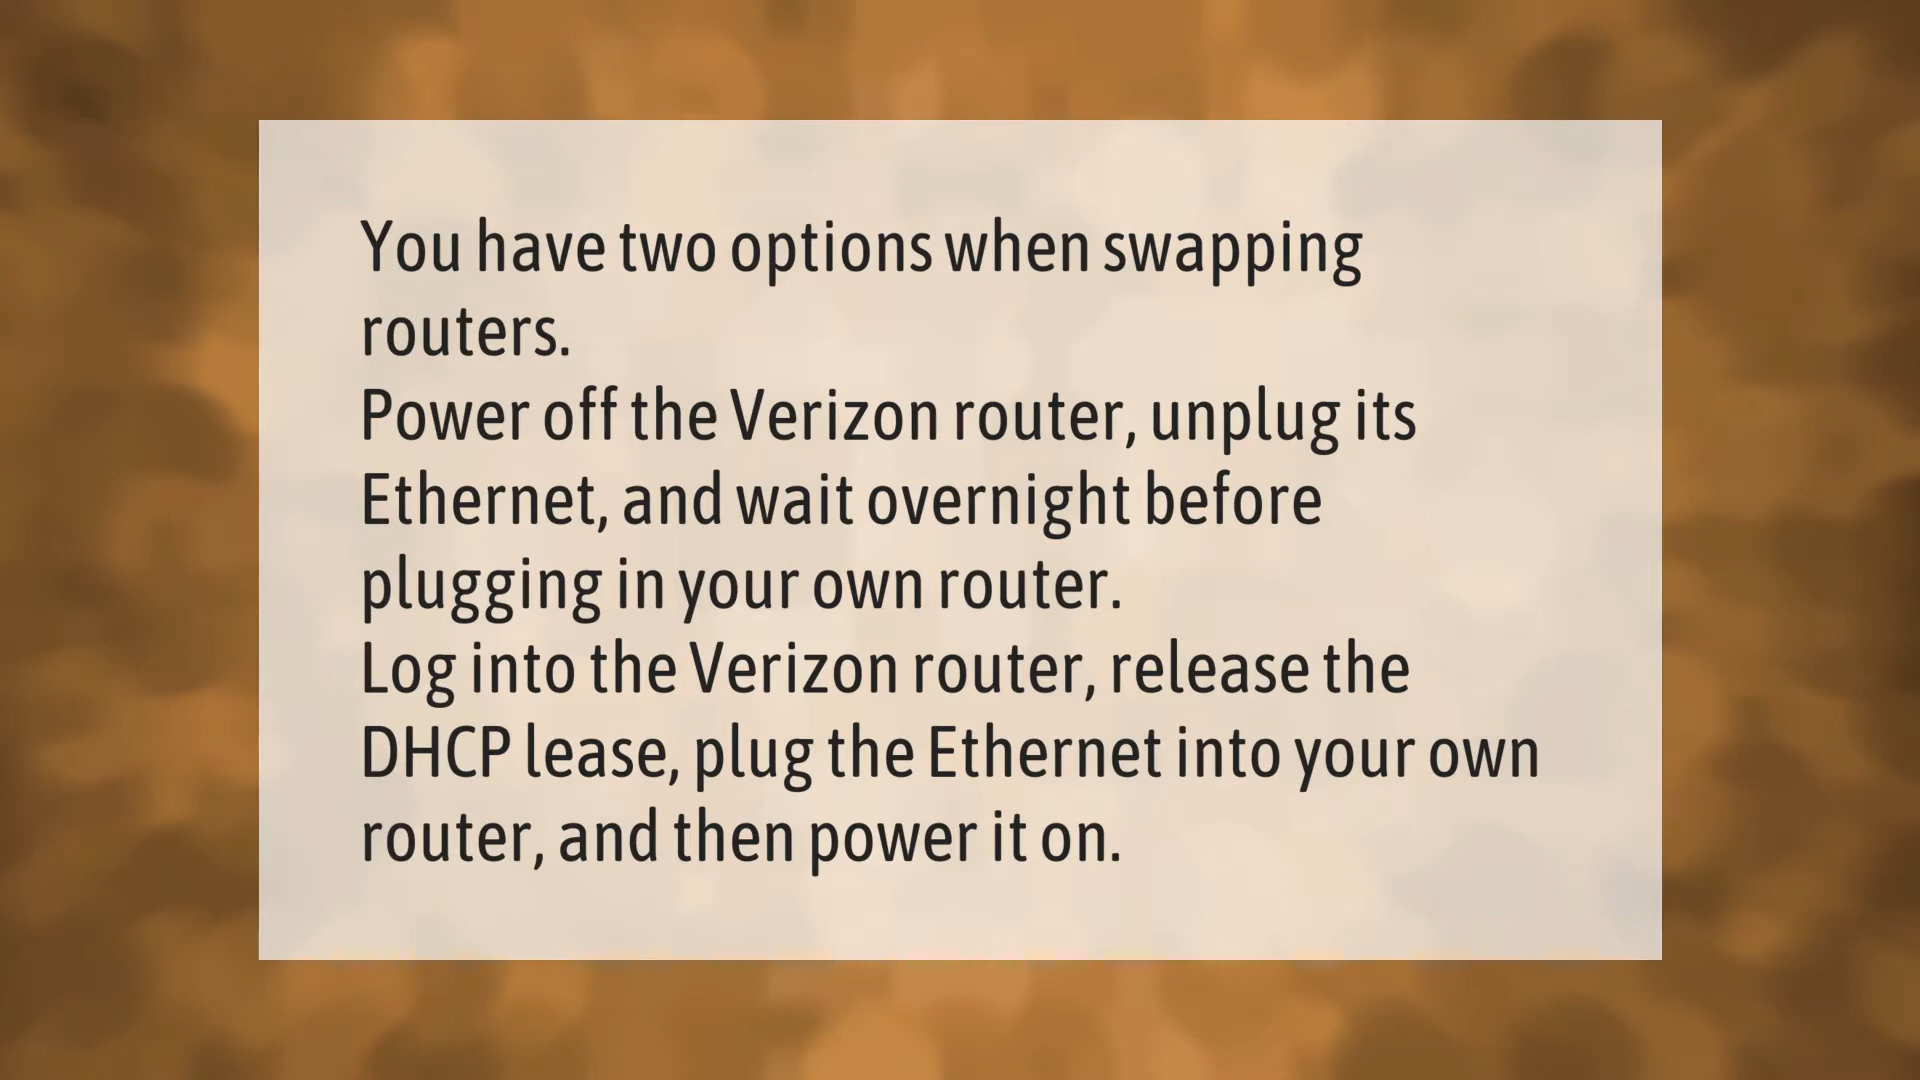 You have two options when swapping
routers.
Power off the Verizon router, unplug its
Ethernet, and wait overnight before
plugging in your own router.
Log into the Verizon router, release the
DHCP lease, plug the Ethernet into your own
router, and then power it on.